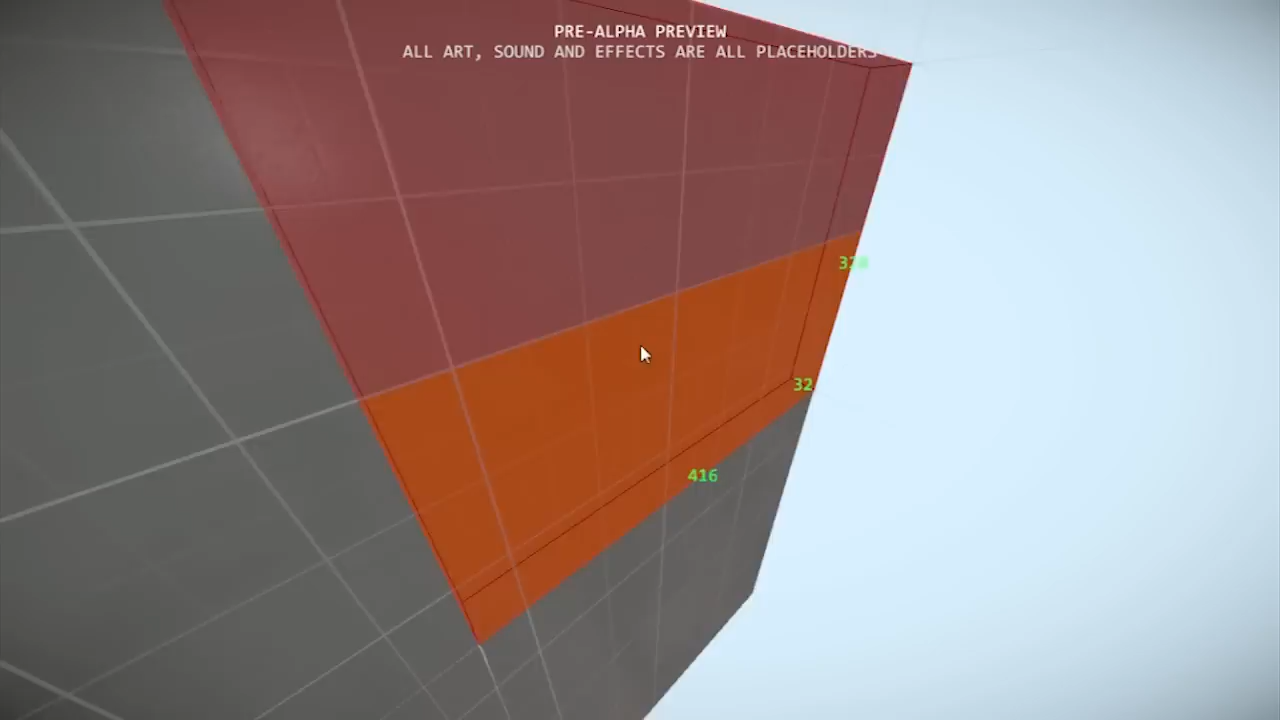 PRE-ALPHA PREVIEW
ALL ART, SOUND AND EFFECTS ARE ALL PLACEHOLDERS
32
416